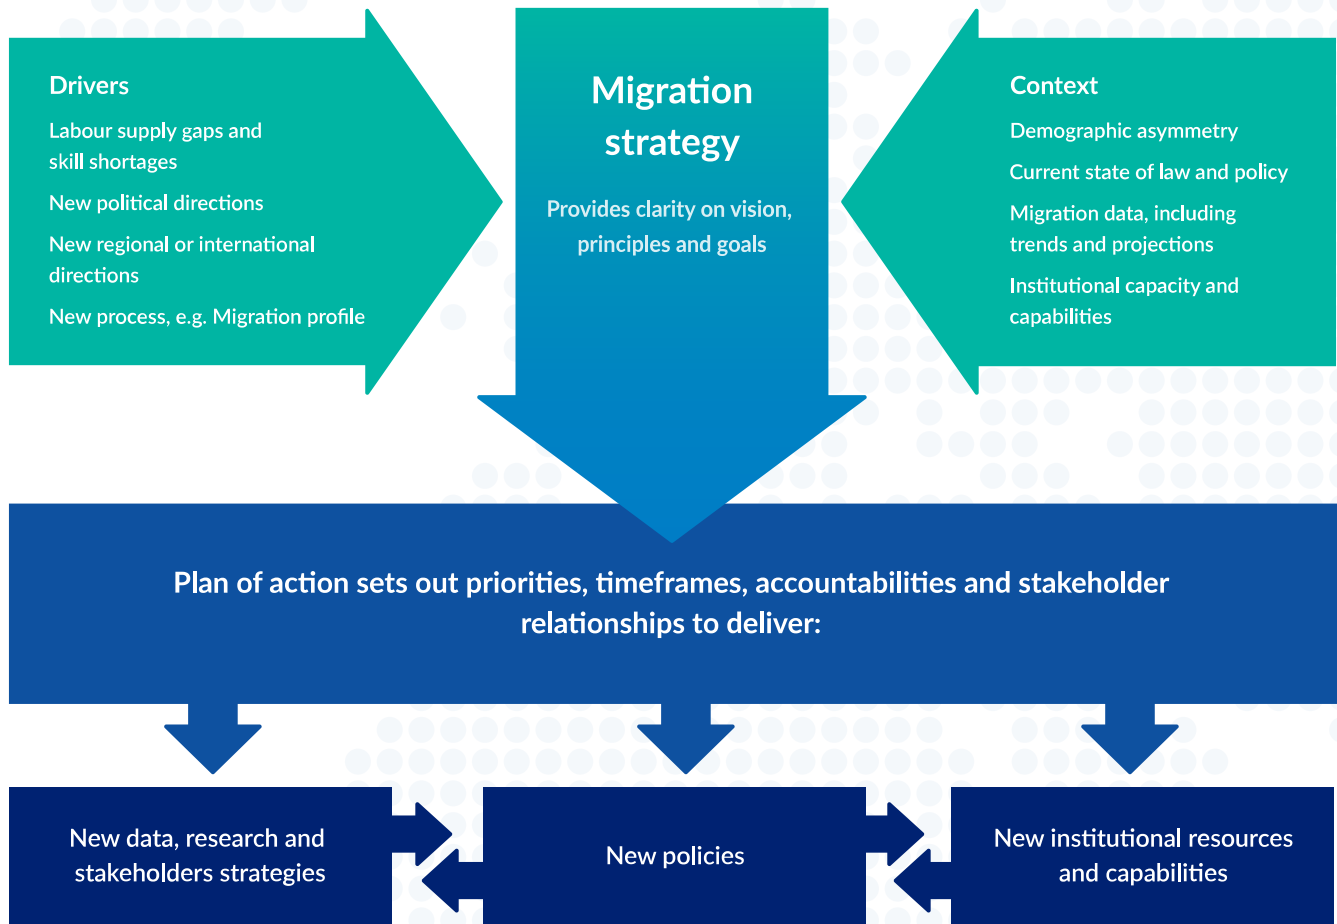 Drivers
Labour supply gaps and
skill shortages
New political directions
New regional or international
directions
New process, e.g. Migration profile
Migration
strategy
Provides clarity on vision,
principles and goals
Context
Demographic asymmetry
Current state of law and policy
Migration data, including
trends and projections
Institutional capacity and
capabilities
Plan of action sets out priorities, timeframes, accountabilities and stakeholder
relationships to deliver:
New data, research and
stakeholders strategies
New policies
New institutional resources
and capabilities